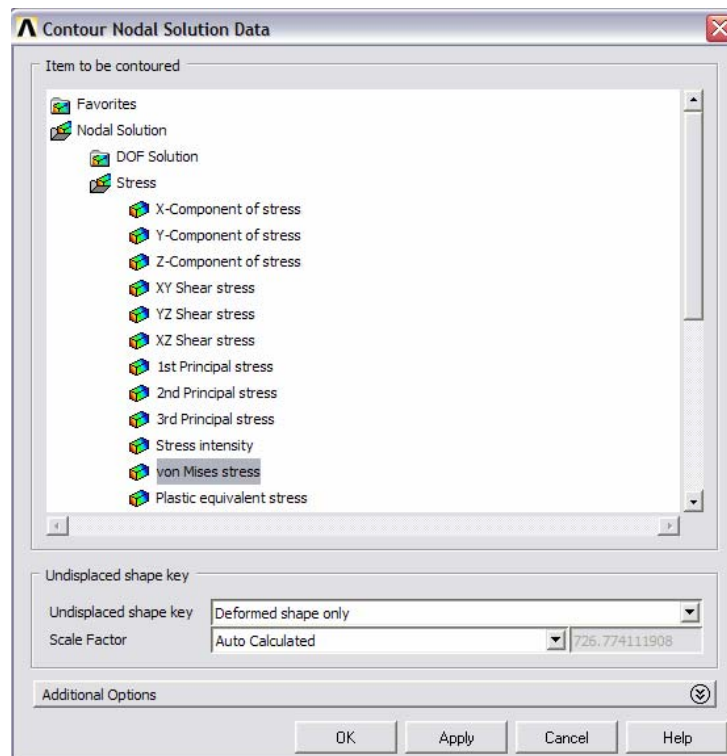 Contour Nodal Solution Data
Item to be contoured
Favorites
Nodal Solution
DOF Solution
Stress
X-Component of stress
Y-Component of stress
Z-Component of stress
XY Shear stress
YZ Shear stress
XZ Shear stress
1st Principal stress
2nd Principal stress
3rd Principal stress
Stress intensity
von Mises stress
Plastic equivalent stress
Undisplaced shape key
Undisplaced shape key Deformed shape only
Scale Factor Auto Calculated 726.774111908
Additional Options
OK Apply Cancel Help